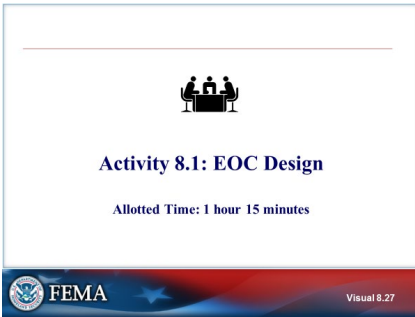 Activity 8.1: EOC Design
Allotted Time: 1 hour 15 minutes
FEMA
Visual 8.27